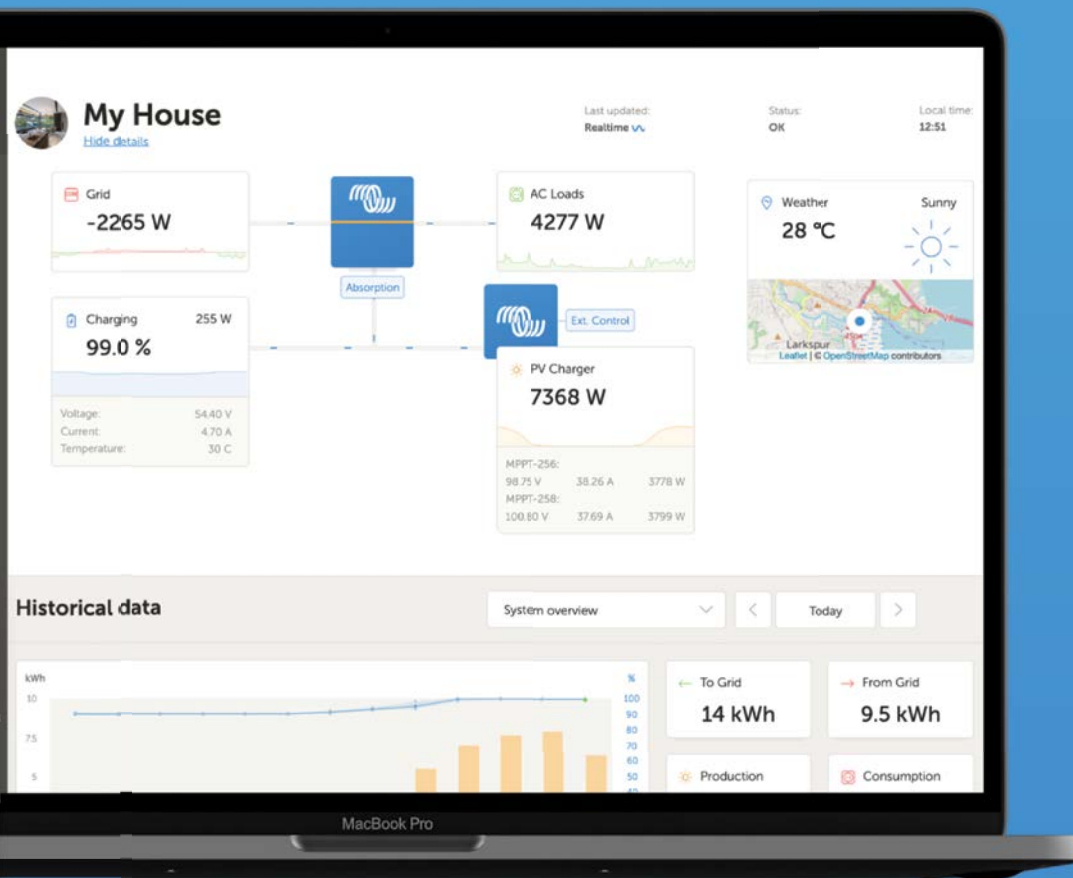 My House
Hide details
Last updated:
Realtime
Status:
OK
Local time:
12:51
Grid
-2265 W
Absorption
AC Loads
4277 W
Weather
Sunny
28 °C
Larkspur
Leaflet | © OpenStreetMap contributors
Charging
255 W
99.0 %
Voltage:
54.40 V
Current:
4.70 A
Temperature:
30 C
Ext. Control
PV Charger
7368 W
MPPT-256:
98.75 V 38.26 A 3778 W
MPPT-258:
100.80 V 37.69 A 3799 W
Historical data
System overview
Today
kWh
10
7.5
5
%
100
90
80
70
60
50
40
To Grid
14 kWh
From Grid
9.5 kWh
Production
Consumption
MacBook Pro